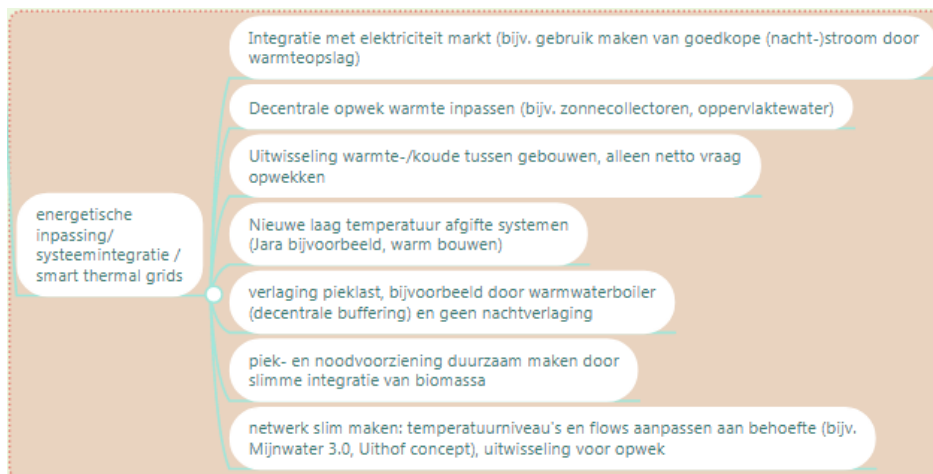 Integratie met elektriciteit markt (bijv. gebruik maken van goedkope (nacht-)stroom door
warmteopslag)
Decentrale opwek warmte inpassen (bijv. zonnecollectoren, oppervlaktewater)
Uitwisseling warmte-/koude tussen gebouwen, alleen netto vraag
opwekken
energetische
inpassing/
systeemintegratie /
smart thermal grids
Nieuwe laag temperatuur afgifte systemen
(Jara bijvoorbeeld, warm bouwen)
verlaging pieklast, bijvoorbeeld door warmwaterboiler
(decentrale buffering) en geen nachtverlaging
piek- en noodvoorziening duurzaam maken door
slimme integratie van biomassa
netwerk slim maken: temperatuurniveau's en flows aanpassen aan behoefte (bijv.
Mijnwater 3.0, Uithof concept), uitwisseling voor opwek